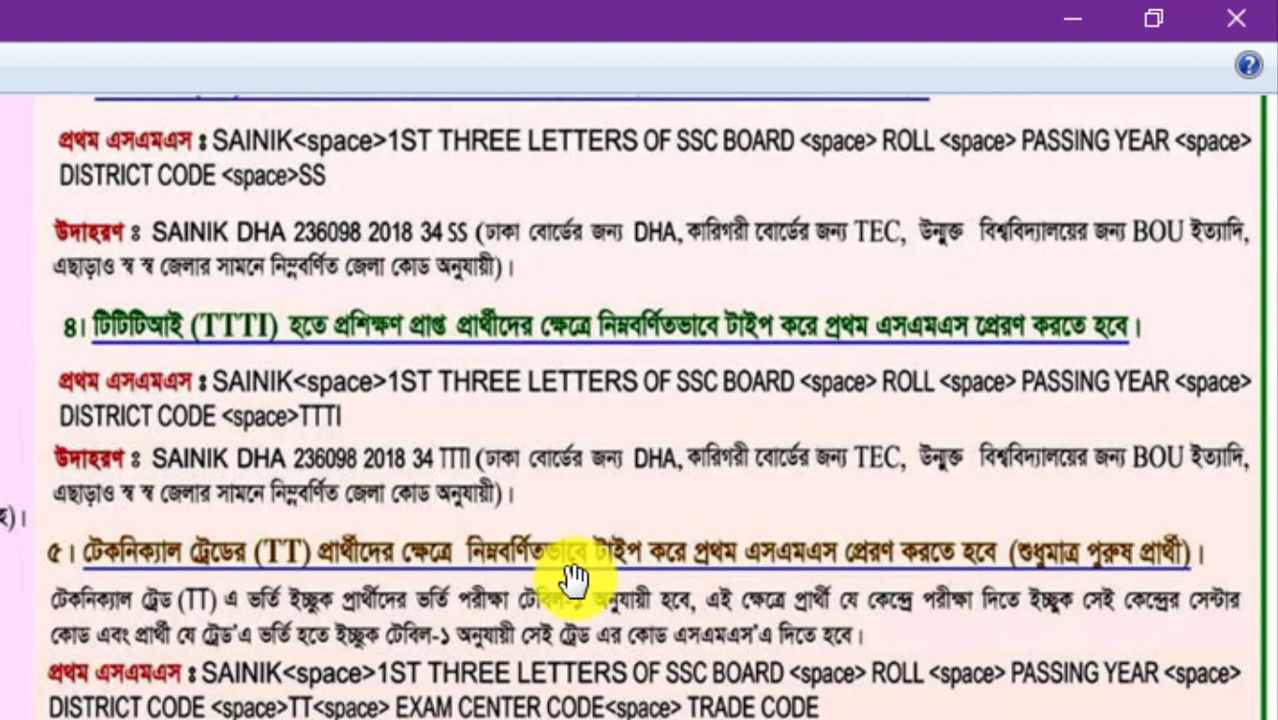 প্রথম এসএমএস : SAINIK<space>1ST THREE LETTERS OF SSC BOARD <space> ROLL <space> PASSING YEAR <space>
DISTRICT CODE <space>SS
উদাহরণ : SAINIK DHA 236098 2018 34 SS (ঢাকা বোর্ডের জন্য DHA, কারিগরী বোর্ডের জন্য TEC, উন্মুক্ত বিশ্ববিদ্যালয়ের জন্য BOU ইত্যাদি,
এছাড়াও স্ব স্ব জেলার সামনে নিম্নবর্ণিত জেলা কোড অনুযায়ী)।
৪। টিটিটিআই (TTTI) হতে প্রশিক্ষণ প্রাপ্ত প্রার্থীদের ক্ষেত্রে নিম্নবর্ণিতভাবে টাইপ করে প্রথম এসএমএস প্রেরণ করতে হবে।
প্রথম এসএমএস : SAINIK<space>1ST THREE LETTERS OF SSC BOARD <space> ROLL <space> PASSING YEAR <space>
DISTRICT CODE <space>TTTI
উদাহরণ : SAINIK DHA 236098 2018 34 TTTI (ঢাকা বোর্ডের জন্য DHA, কারিগরী বোর্ডের জন্য TEC, উন্মুক্ত বিশ্ববিদ্যালয়ের জন্য BOU ইত্যাদি,
এছাড়াও স্ব স্ব জেলার সামনে নিম্নবর্ণিত জেলা কোড অনুযায়ী)।
৫। টেকনিক্যাল ট্রেডের (TT) প্রার্থীদের ক্ষেত্রে নিম্নবর্ণিতভাবে টাইপ করে প্রথম এসএমএস প্রেরণ করতে হবে (শুধুমাত্র পুরুষ প্রার্থী)।
টেকনিক্যাল ট্রেড (TT) এ ভর্তি ইচ্ছুক প্রার্থীদের ভর্তি পরীক্ষা টেবিল-১ অনুযায়ী হবে, এই ক্ষেত্রে প্রার্থী যে কেন্দ্রে পরীক্ষা দিতে ইচ্ছুক সেই কেন্দ্রের সেন্টার
কোড এবং প্রার্থী যে ট্রেড'এ ভর্তি হতে ইচ্ছুক টেবিল-১ অনুযায়ী সেই ট্রেড এর কোড এসএমএস'এ দিতে হবে।
প্রথম এসএমএস : SAINIK<space>1ST THREE LETTERS OF SSC BOARD <space> ROLL <space> PASSING YEAR <space>
DISTRICT CODE <space>TT<space> EXAM CENTER CODE<space> TRADE CODE